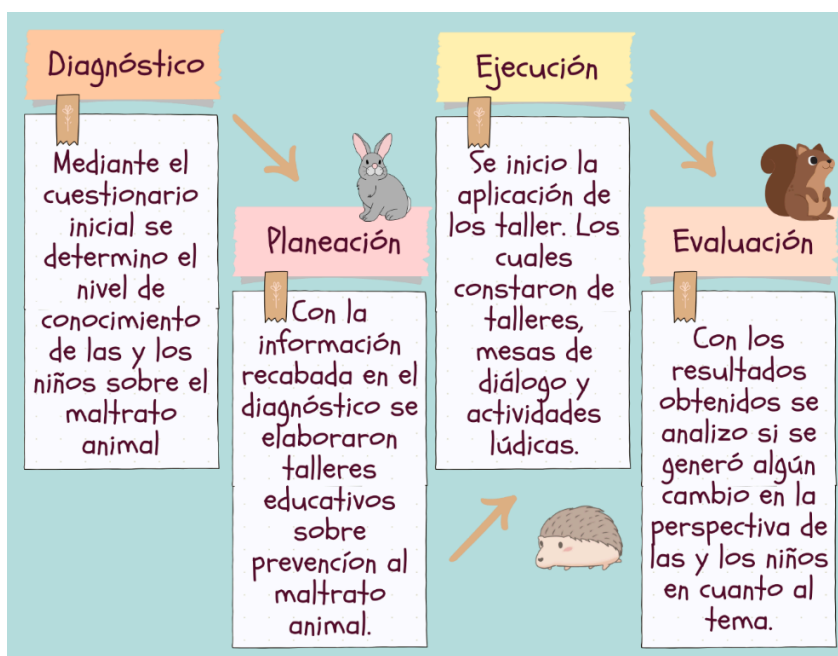 Diagnóstico
Mediante el
cuestionario
inicial se
determino el
nivel de
conocimiento
de las y los
niños sobre el
maltrato
animal
Planeación
Con la
información
recabada en el
diagnóstico se
elaboraron
talleres
educativos
sobre
prevencíon al
maltrato
animal.
Ejecución
Se inicio la
aplicación de
los taller. Los
cuales
constaron de
talleres,
mesas de
diálogo y
actividades
lúdicas.
Evaluación
Con los
resultados
obtenidos se
analizo si se
generó algún
cambio en la
perspectiva de
las y los niños
en cuanto al
tema.